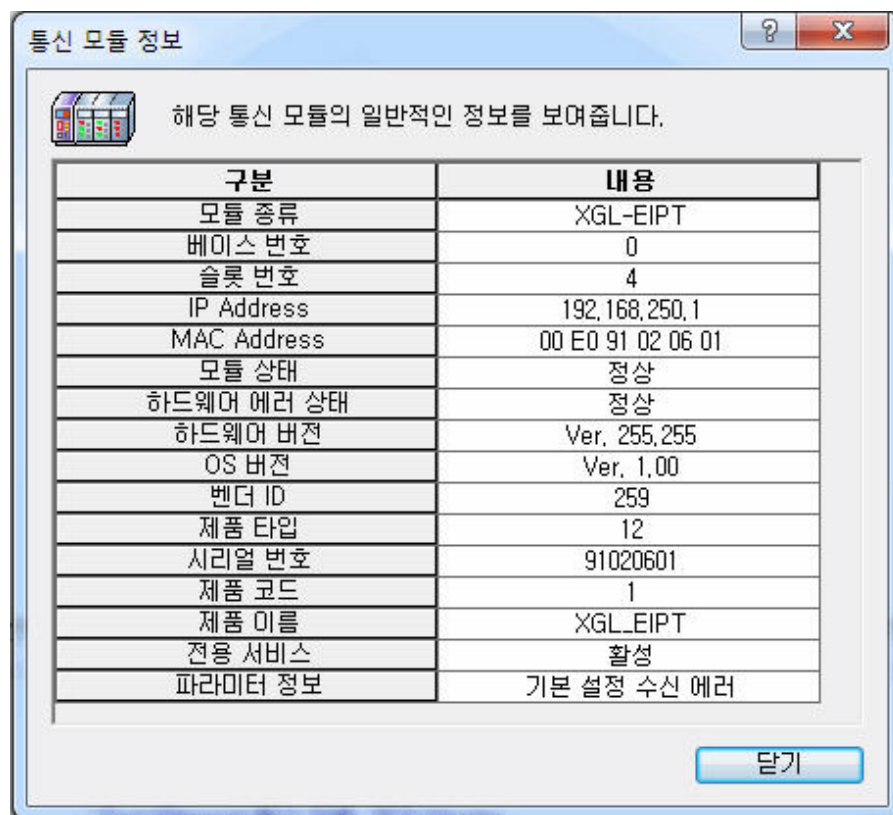 통신 모듈 정보
해당 통신 모듈의 일반적인 정보를 보여줍니다.
구분 내용
모듈 종류 XGL-EIPT
베이스 번호 0
슬롯 번호 4
IP Address 192.168.250.1
MAC Address 00 E0 91 02 06 01
모듈 상태 정상
하드웨어 에러 상태 정상
하드웨어 버전 Ver. 255.255
OS 버전 Ver. 1.00
벤더 ID 259
제품 타입 12
시리얼 번호 91020601
제품 코드 1
제품 이름 XGL_EIPT
전용 서비스 활성
파라미터 정보 기본 설정 수신 에러
닫기